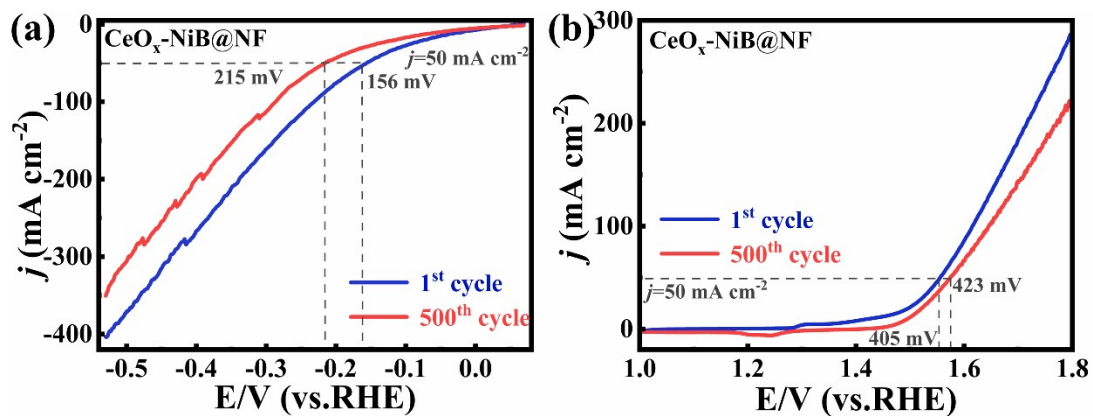 (a)
CeOₓ-NiB@NF
j=50 mA cm⁻²
215 mV
156 mV
1ˢᵗ cycle
500ᵗʰ cycle
0
-100
-200
-300
-400
j (mA cm⁻²)
-0.5 -0.4 -0.3 -0.2 -0.1 0.0
E/V (vs.RHE)
(b)
CeOₓ-NiB@NF
1ˢᵗ cycle
500ᵗʰ cycle
j=50 mA cm⁻²
423 mV
405 mV
300
200
100
0
j (mA cm⁻²)
1.0 1.2 1.4 1.6 1.8
E/V (vs.RHE)